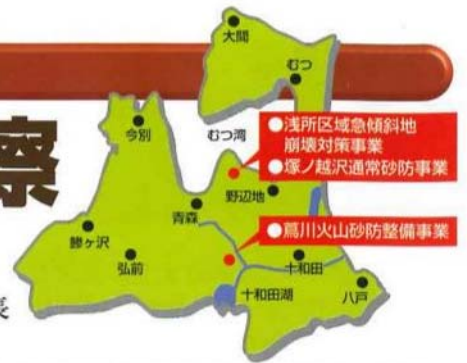 察
長
大間
むつ
今別
むつ湾
●浅所区域急傾斜地
崩壊対策事業
●塚ノ越沢通常砂防事業
野辺地
青森
鰺ヶ沢
●蔦川火山砂防整備事業
弘前
十和田
十和田湖
八戸